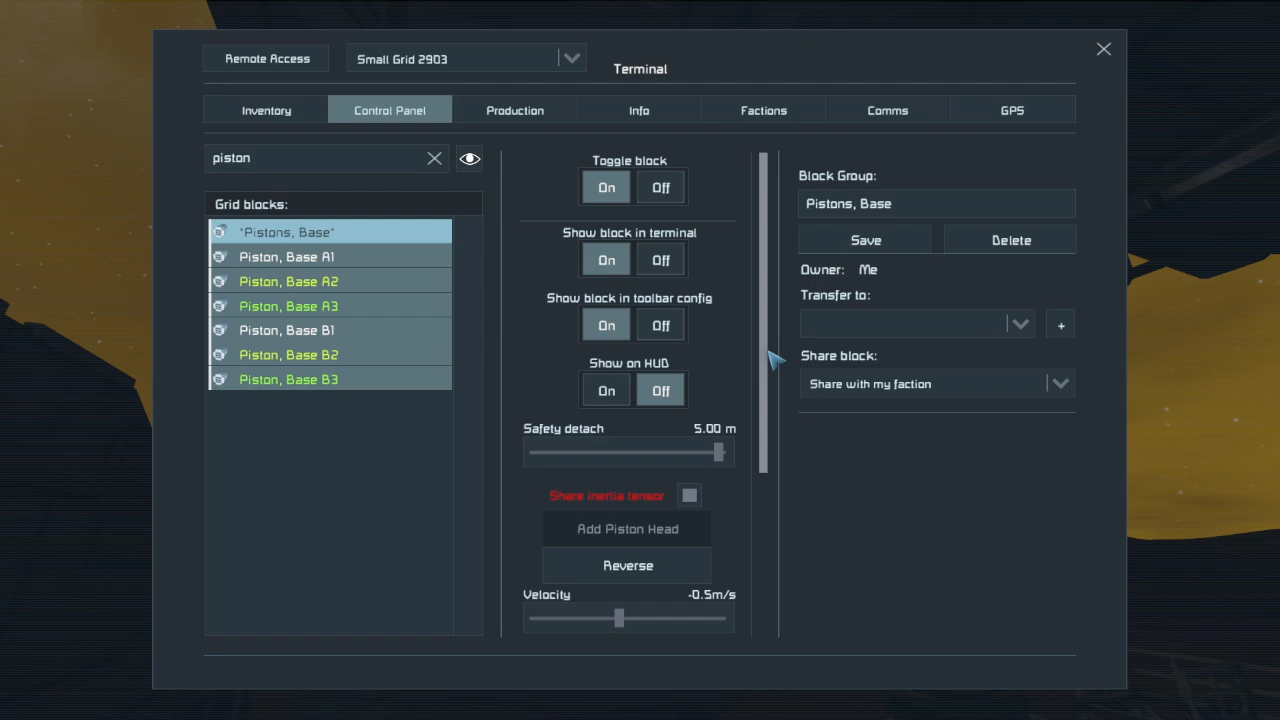 Remote Access
Small Grid 2903
Terminal
Inventory
Control Panel
Production
Info
Factions
Comms
GPS
piston
Grid blocks:
*Pistons, Base*
Piston, Base A1
Piston, Base A2
Piston, Base A3
Piston, Base B1
Piston, Base B2
Piston, Base B3
Toggle block
On
Off
Show block in terminal
On
Off
Show block in toolbar config
On
Off
Show on HUD
On
Off
Safety detach
5.00 m
Share inertia tensor
Add Piston Head
Reverse
Velocity
-0.5m/s
Block Group:
Pistons, Base
Save
Delete
Owner: Me
Transfer to:
+
Share block:
Share with my faction